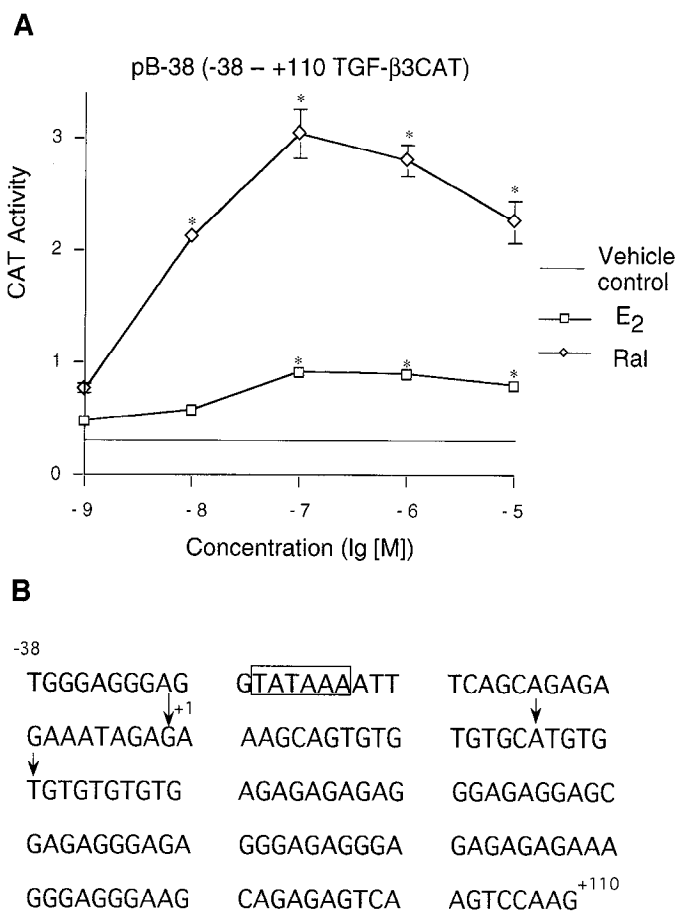 A
pB-38 (-38 – +110 TGF-β3CAT)
CAT Activity
3
2
1
0
* * * *
* * *
-9 -8 -7 -6 -5
Concentration (lg [M])
Vehicle control
E2
Ral
B
-38
TGGGAGGGAG GTATAAAATT TCAGCAGAGA
+1
GAAATAGAGA AAGCAGTGTG TGTGCATGTG
TGTGTGTGTG AGAGAGAGAG GGAGAGGAGC
GAGAGGGAGA GGGAGAGGGA GAGAGAGAAA
GGGAGGGAAG CAGAGAGTCA AGTCCAAG+110